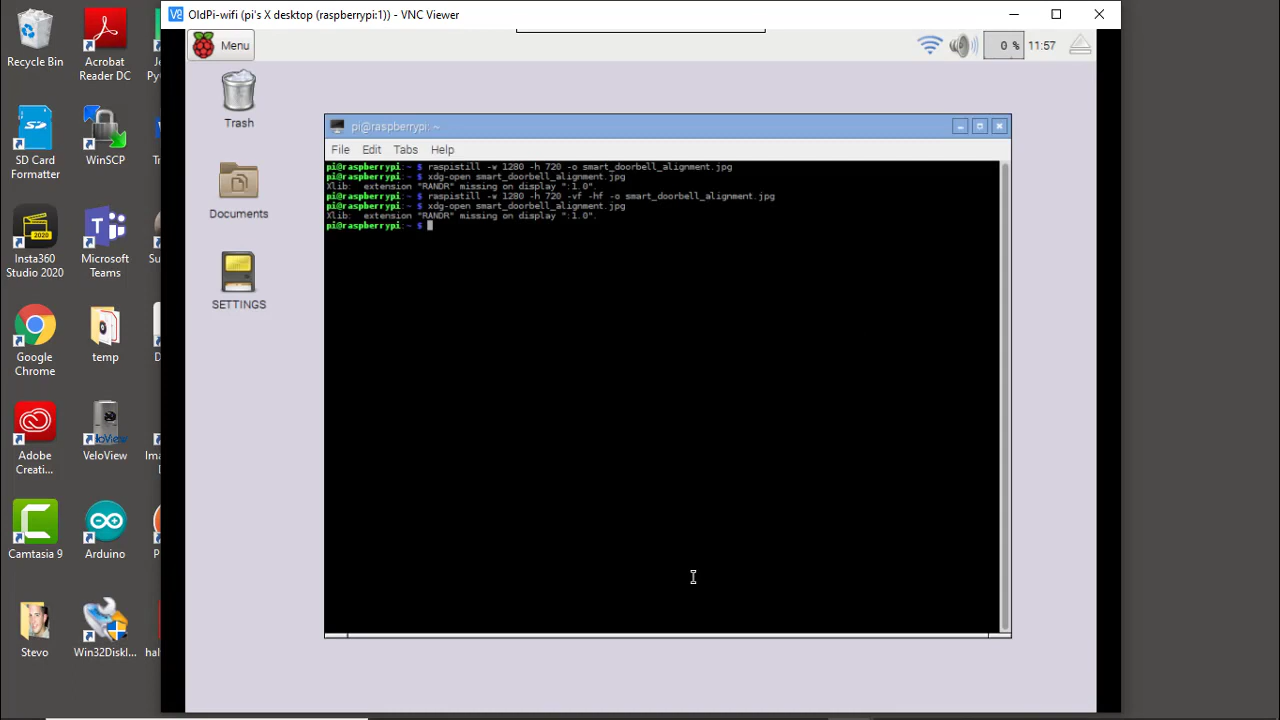 OldPi-wifi (pi's X desktop (raspberrypi:1)) - VNC Viewer
Menu
0 %
11:57
Recycle Bin
Acrobat
Reader DC
SD Card
Formatter
WinSCP
Insta360
Studio 2020
Microsoft
Teams
Google
Chrome
temp
Adobe
Creati...
VeloView
Camtasia 9
Arduino
Stevo
Win32Diskl...
Trash
Documents
SETTINGS
pi@raspberrypi: ~
File Edit Tabs Help
pi@raspberrypi:~ $ raspistill -w 1280 -h 720 -o smart_doorbell_alignment.jpg
pi@raspberrypi:~ $ xdg-open smart_doorbell_alignment.jpg
Xlib:  extension "RANDR" missing on display ":1.0".
pi@raspberrypi:~ $ raspistill -w 1280 -h 720 -vf -hf -o smart_doorbell_alignment.jpg
pi@raspberrypi:~ $ xdg-open smart_doorbell_alignment.jpg
Xlib:  extension "RANDR" missing on display ":1.0".
pi@raspberrypi:~ $